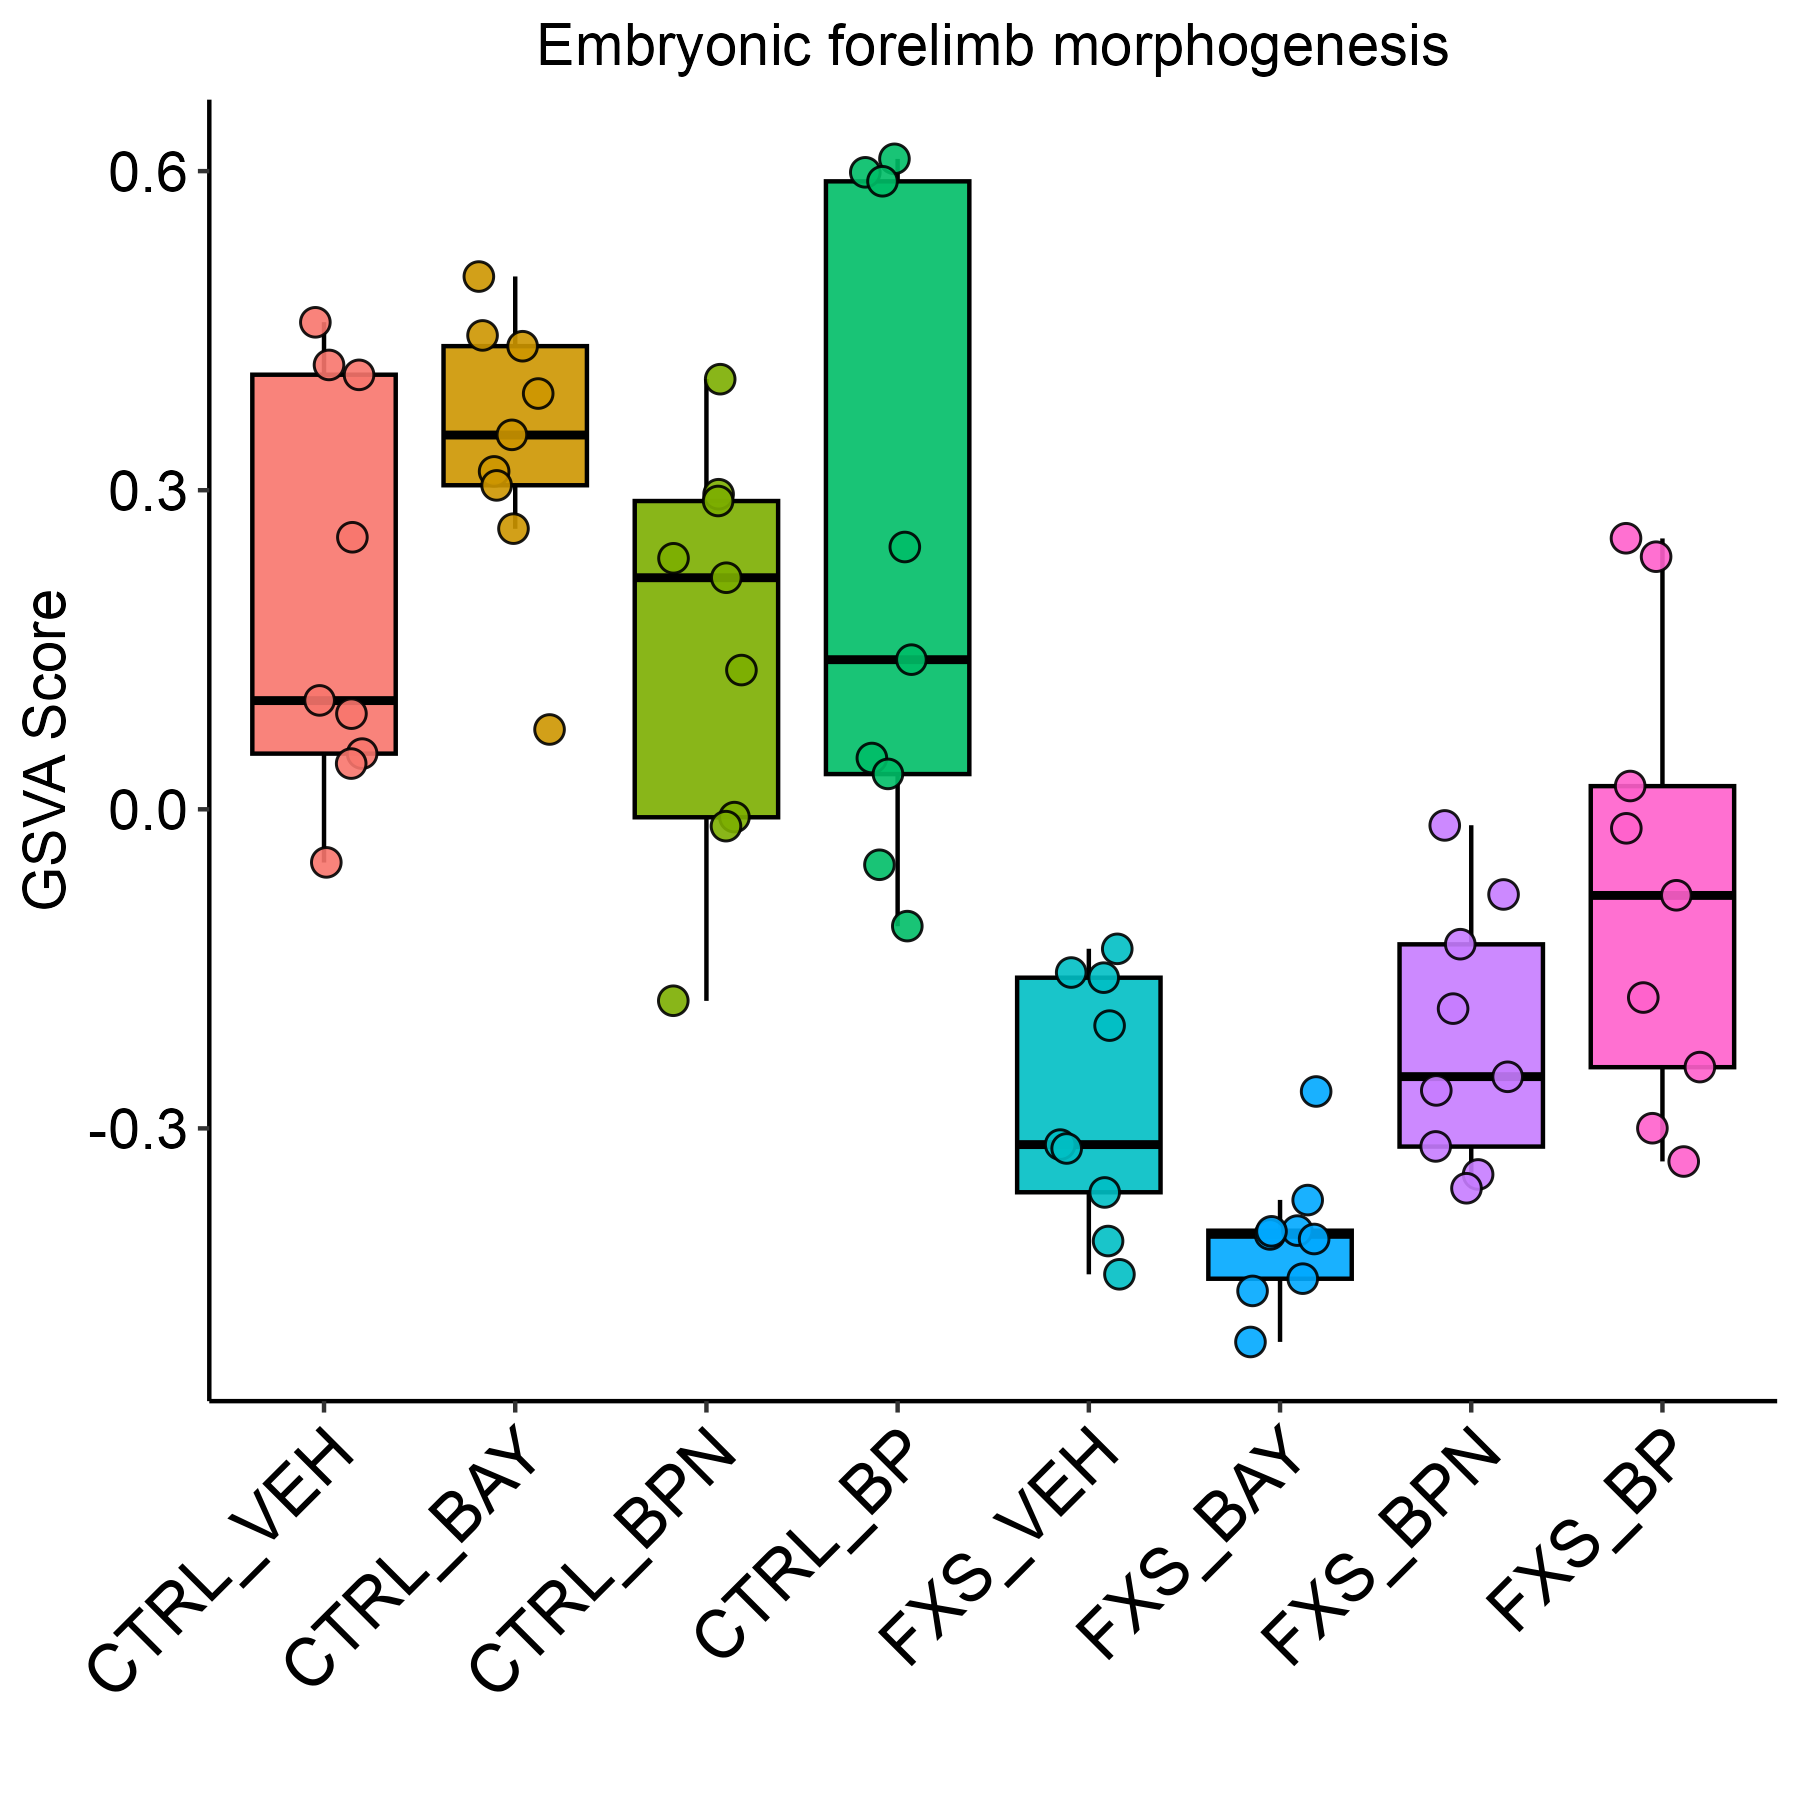 Embryonic forelimb morphogenesis
GSVA Score
0.6
0.3
0.0
-0.3
CTRL_VEH
CTRL_BAY
CTRL_BPN
CTRL_BP
FXS_VEH
FXS_BAY
FXS_BPN
FXS_BP